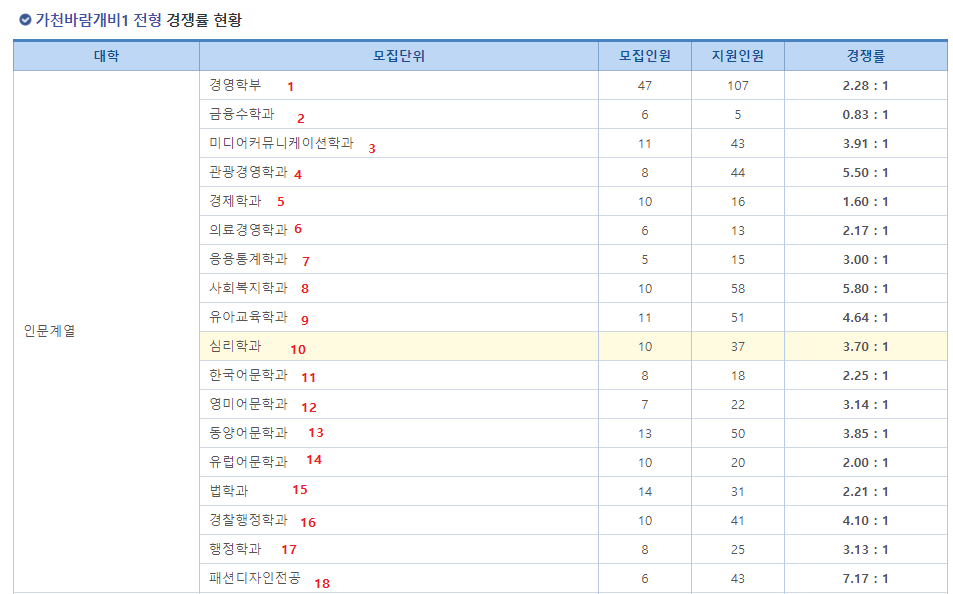 가천바람개비1 전형 경쟁률 현황
대학 모집단위 모집인원 지원인원 경쟁률
인문계열
경영학부 1 47 107 2.28 : 1
금융수학과 2 6 5 0.83 : 1
미디어커뮤니케이션학과 3 11 43 3.91 : 1
관광경영학과 4 8 44 5.50 : 1
경제학과 5 10 16 1.60 : 1
의료경영학과 6 6 13 2.17 : 1
응용통계학과 7 5 15 3.00 : 1
사회복지학과 8 10 58 5.80 : 1
유아교육학과 9 11 51 4.64 : 1
심리학과 10 10 37 3.70 : 1
한국어문학과 11 8 18 2.25 : 1
영미어문학과 12 7 22 3.14 : 1
동양어문학과 13 13 50 3.85 : 1
유럽어문학과 14 10 20 2.00 : 1
법학과 15 14 31 2.21 : 1
경찰행정학과 16 10 41 4.10 : 1
행정학과 17 8 25 3.13 : 1
패션디자인전공 18 6 43 7.17 : 1